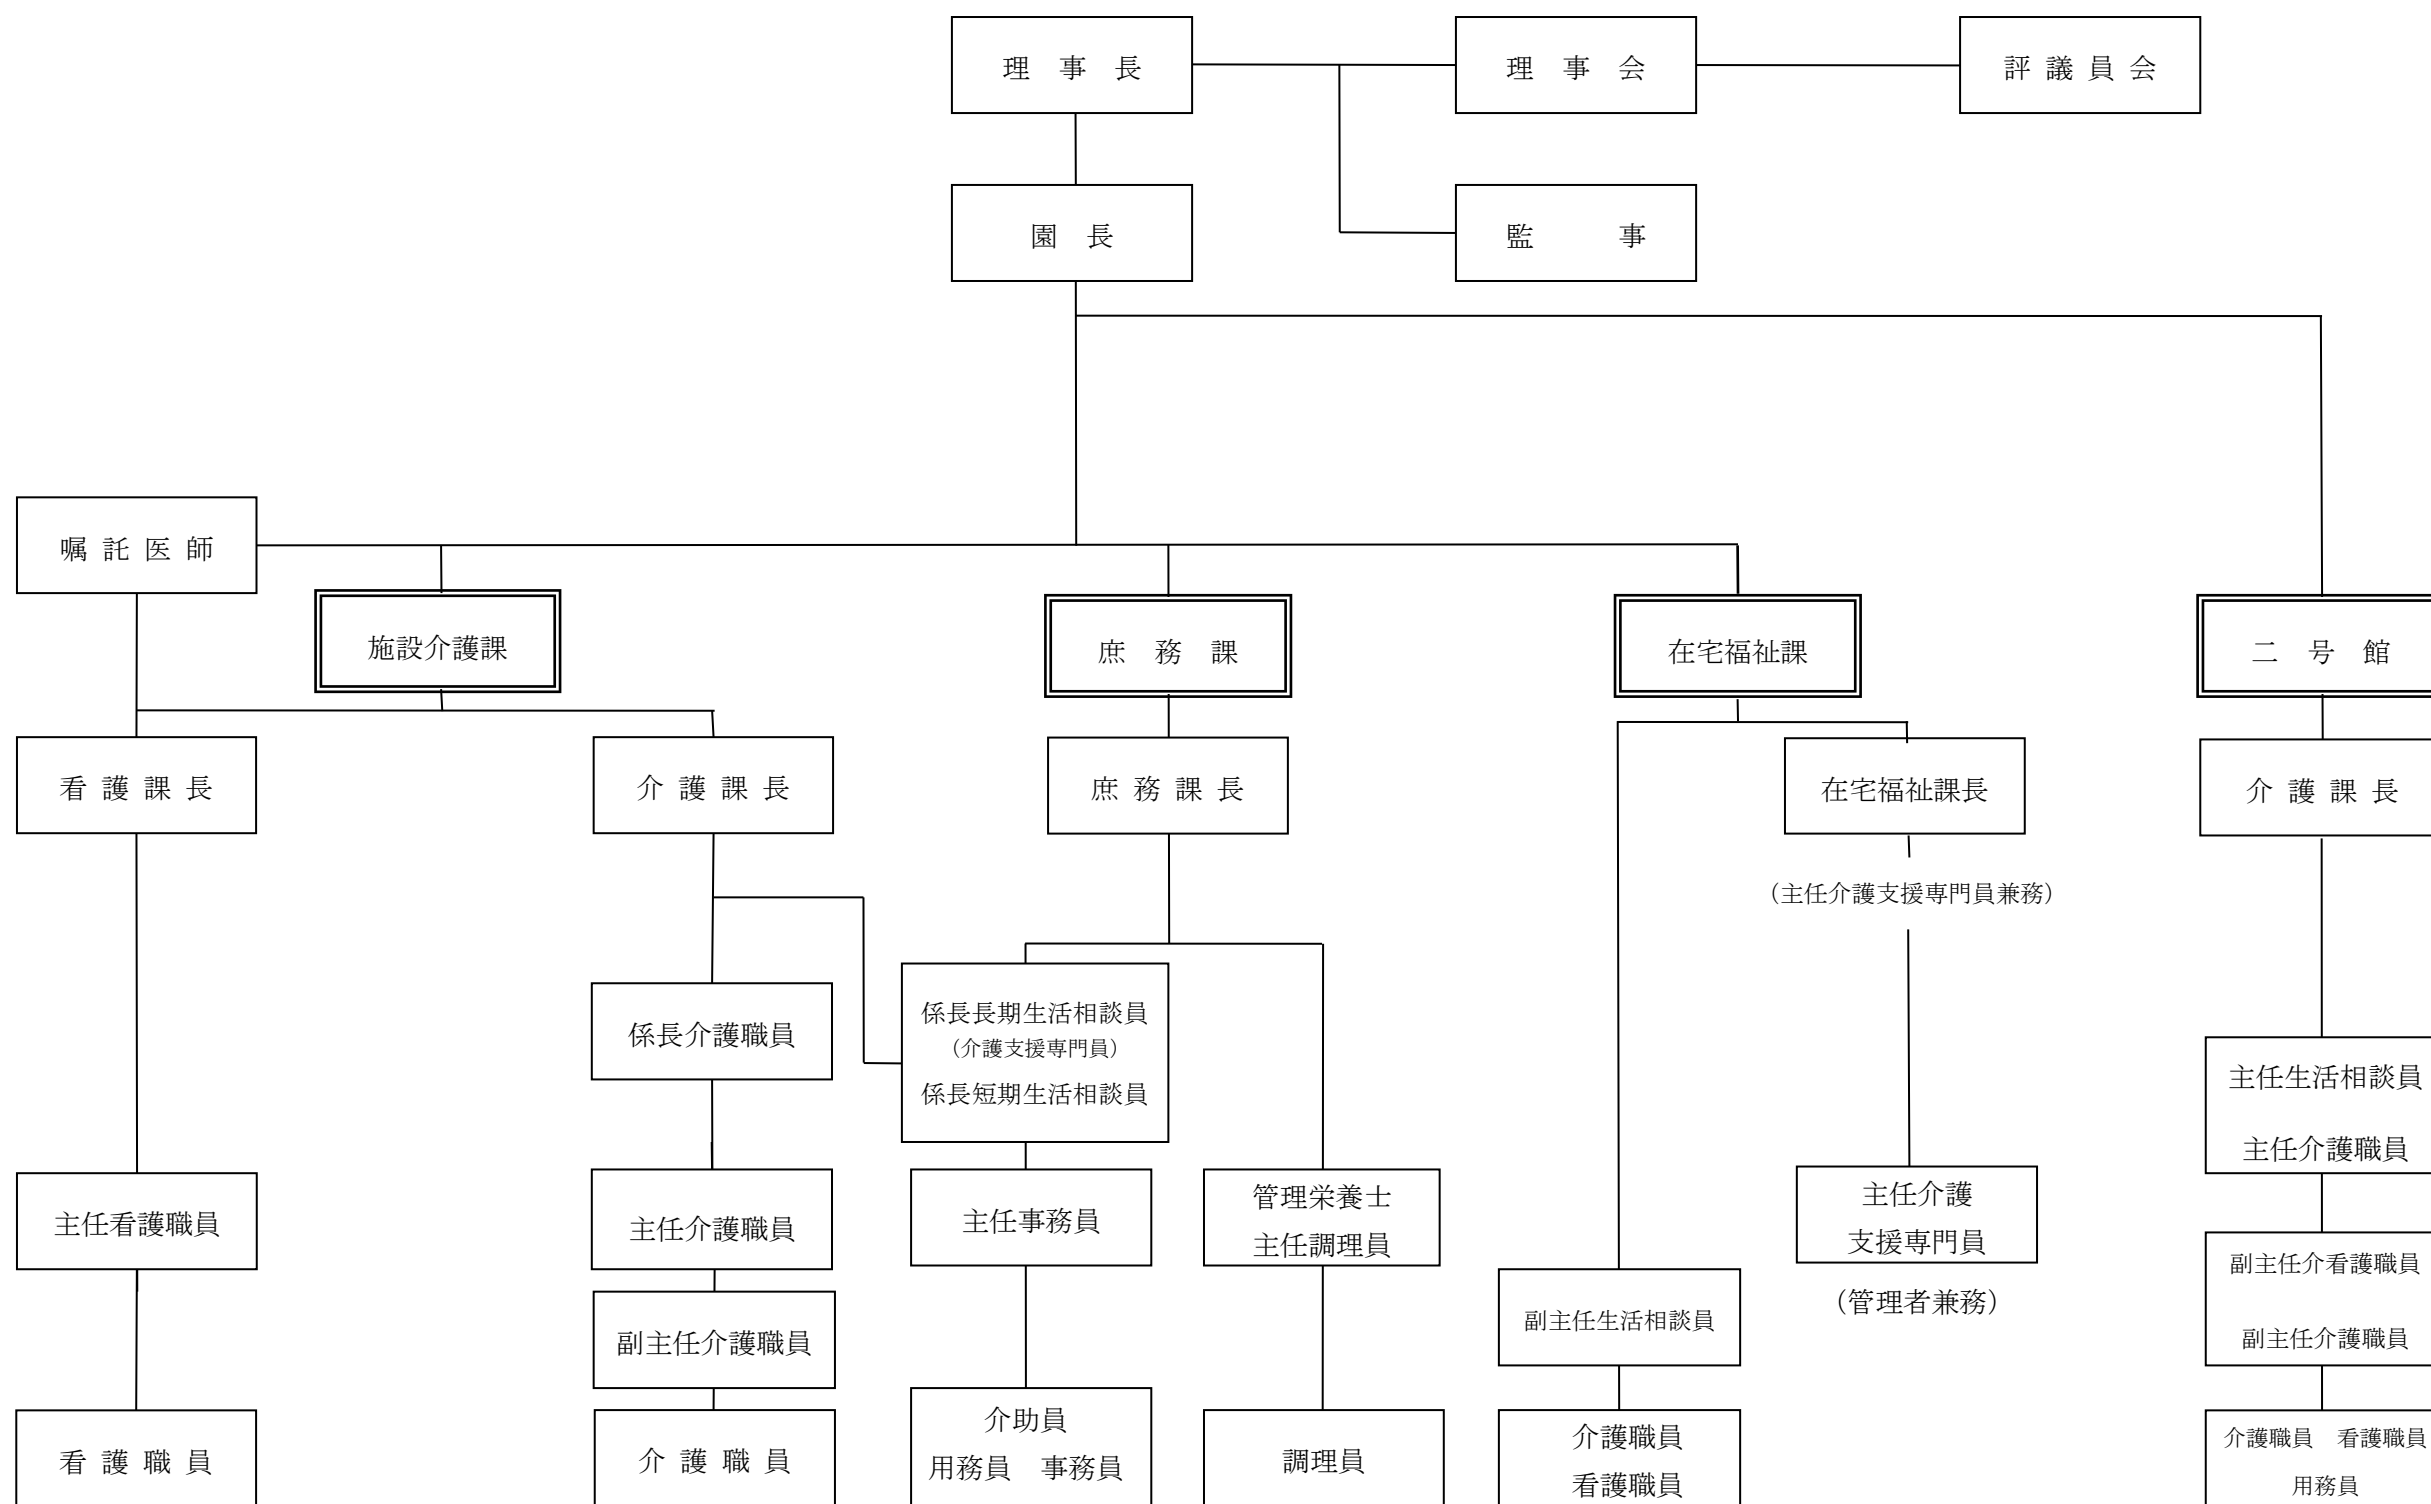 理　事　長
理　事　会
評 議 員 会
園　長
監　　　事
嘱 託 医 師
施設介護課
庶　務　課
在宅福祉課
二　号　館
看 護 課 長
介 護 課 長
庶 務 課 長
在宅福祉課長
介 護 課 長
（主任介護支援専門員兼務）
係長介護職員
係長長期生活相談員
（介護支援専門員）
係長短期生活相談員
主任生活相談員
主任介護職員
主任看護職員
主任介護職員
主任事務員
管理栄養士
主任調理員
主任介護
支援専門員
（管理者兼務）
副主任介護職員
副主任生活相談員
副主任介看護職員
副主任介護職員
看 護 職 員
介 護 職 員
介助員
用務員　事務員
調理員
介護職員
看護職員
介護職員　看護職員
用務員